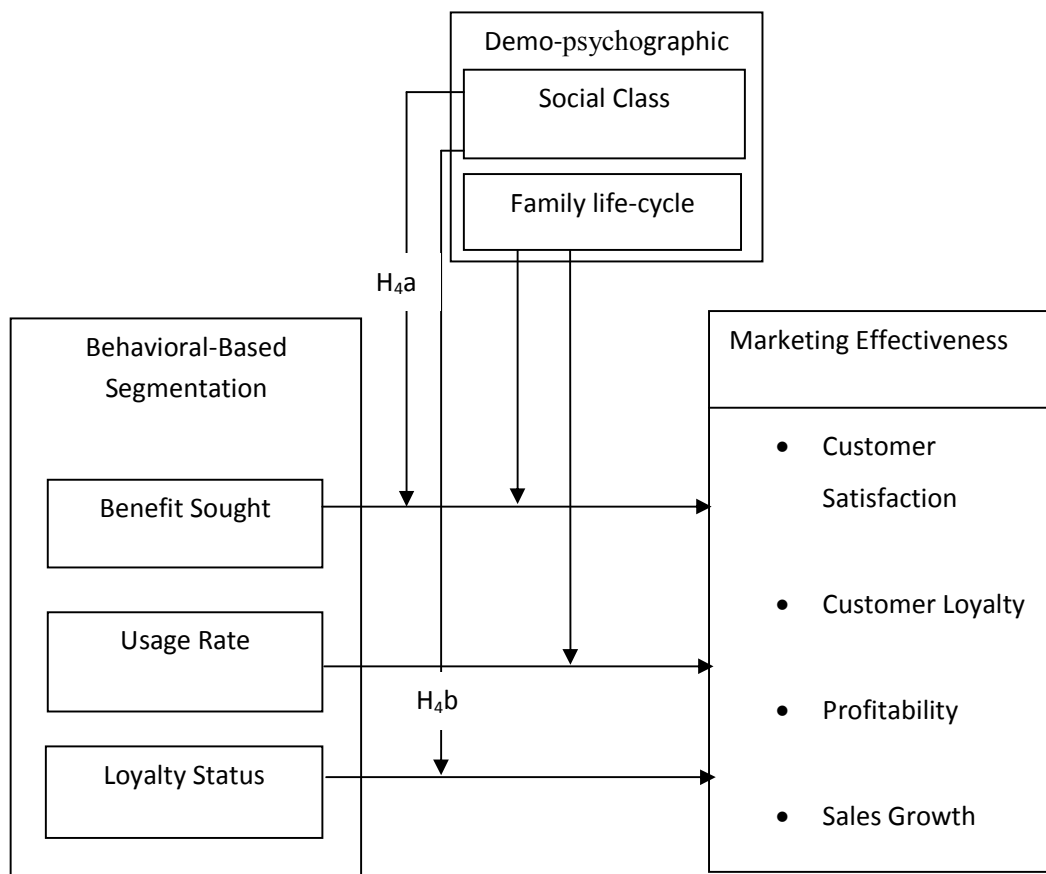 Demo-psychographic
Social Class
Family life-cycle
H₄a
Behavioral-Based
Segmentation
Benefit Sought
Usage Rate
H₄b
Loyalty Status
Marketing Effectiveness
• Customer
Satisfaction
• Customer Loyalty
• Profitability
• Sales Growth